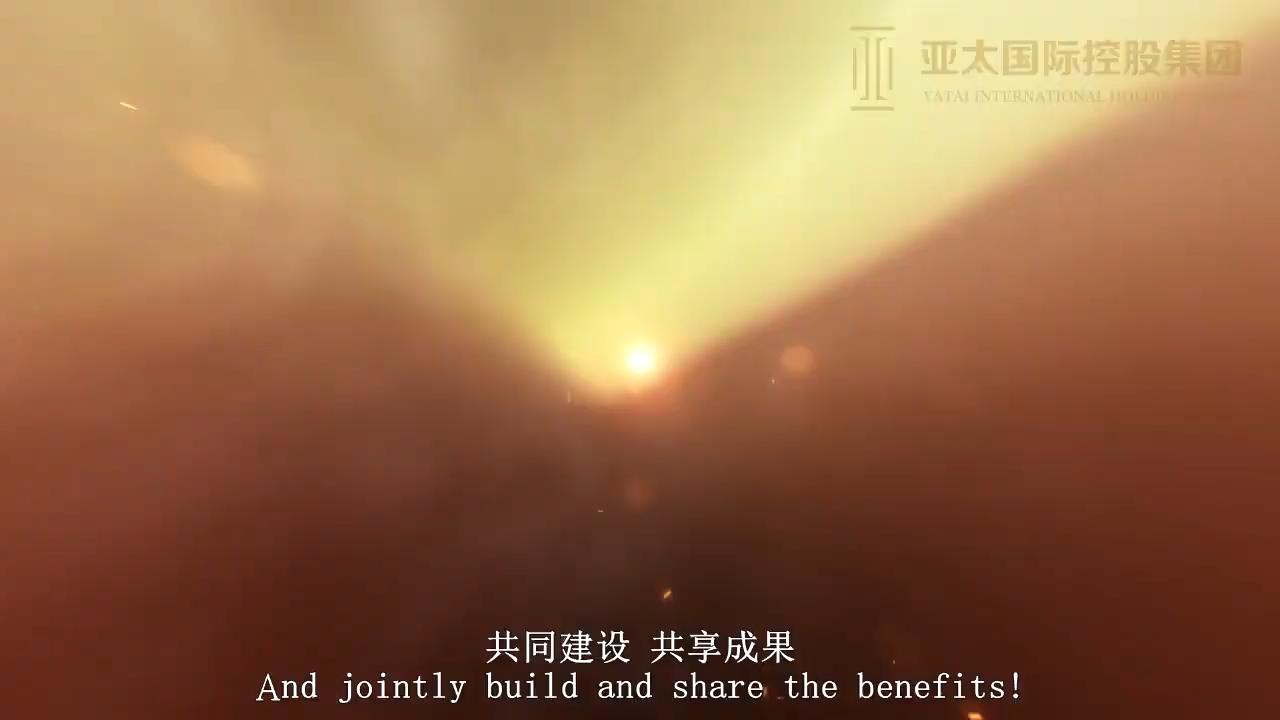 亚太国际控股集团
YATAI INTERNATIONAL
共同建设 共享成果
And jointly build and share the benefits!